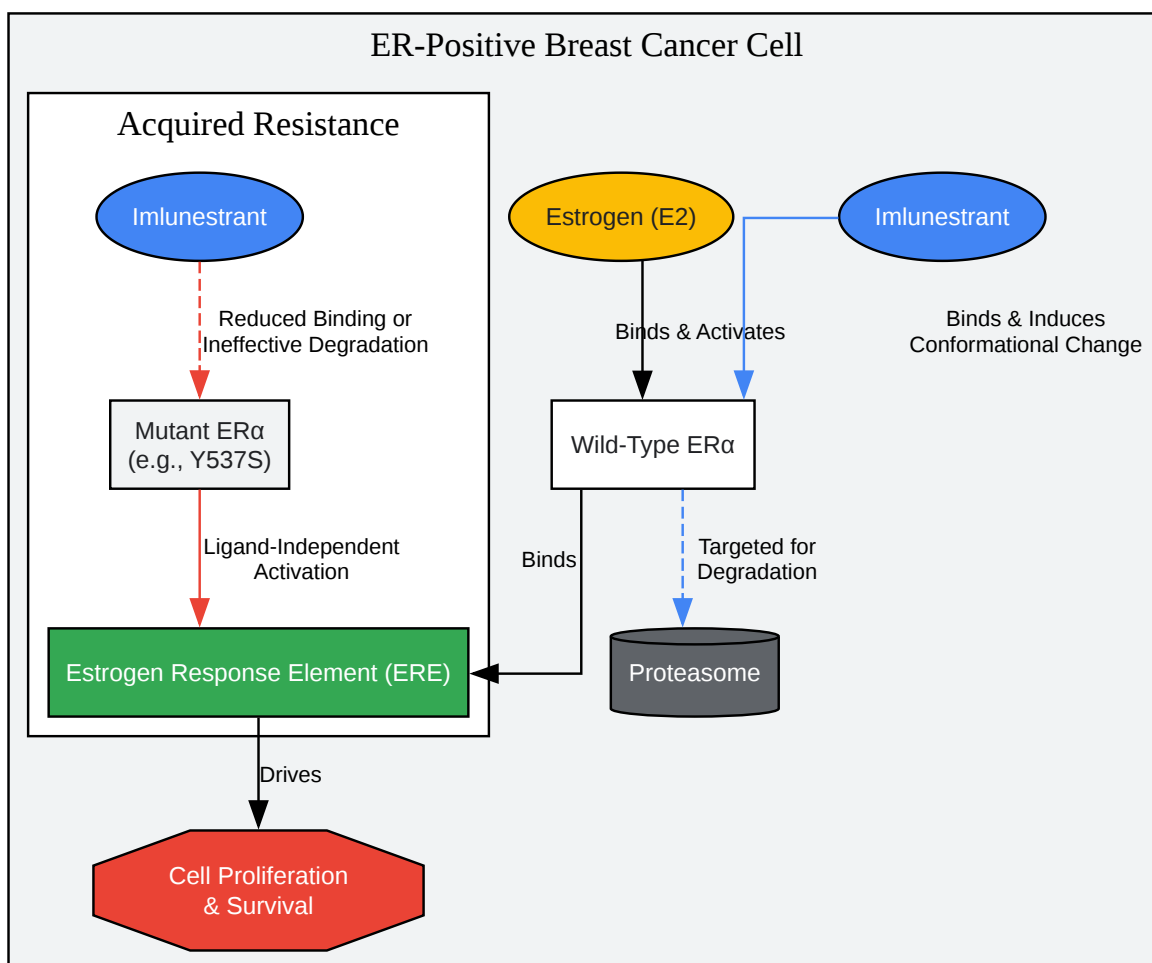 ER-Positive Breast Cancer Cell
Acquired Resistance
Imlunestrant
Estrogen (E2)
Imlunestrant
Reduced Binding or
Ineffective Degradation
Binds & Activates
Binds & Induces
Conformational Change
Mutant ERα
(e.g., Y537S)
Wild-Type ERα
Ligand-Independent
Activation
Binds
Targeted for
Degradation
Estrogen Response Element (ERE)
Proteasome
Drives
Cell Proliferation
& Survival